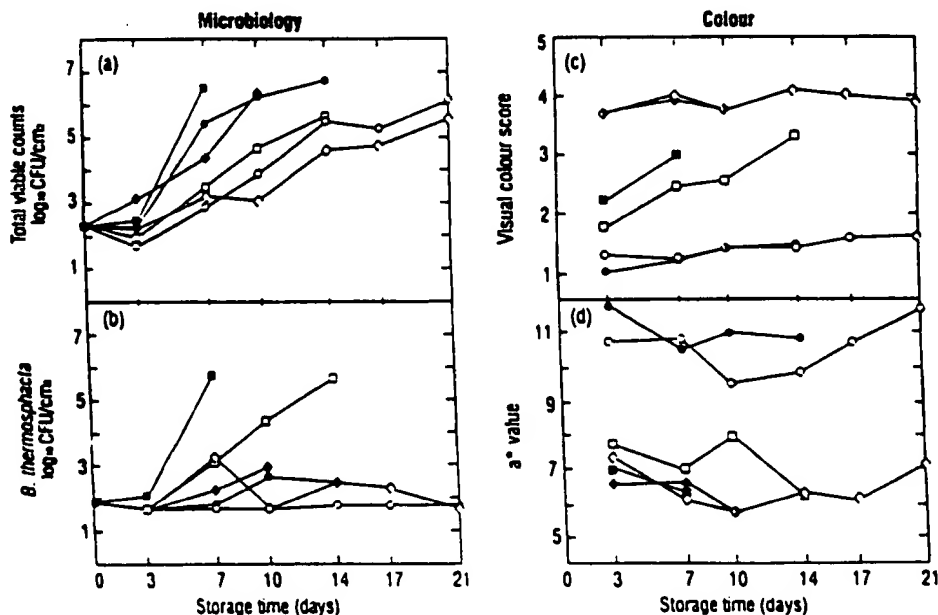 Microbiology
Colour
(a)
7
5
3
1
Total viable counts
log₁₀ CFU/cm²
(b)
7
5
3
1
B. thermosphacta
log₁₀ CFU/cm²
0 3 7 10 14 17 21
Storage time (days)
(c)
5
4
3
2
1
Visual colour score
(d)
11
9
7
5
a* value
0 3 7 10 14 17 21
Storage time (days)